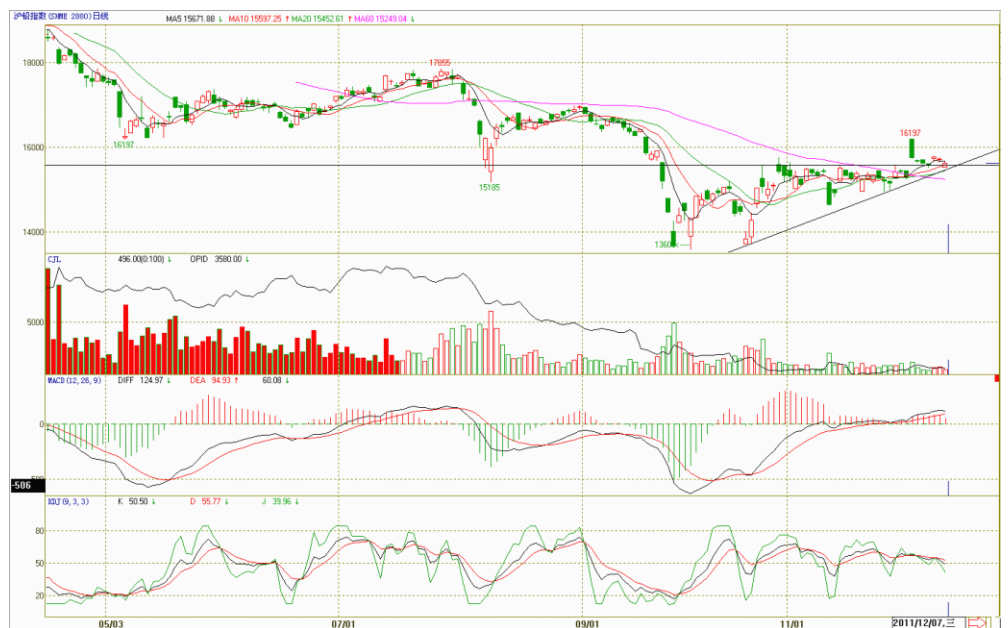 沪铅指数(SHME 2880)日线 MA5 15671.88 ↓ MA10 15597.25 ↑ MA20 15452.61 ↑ MA60 15249.04 ↓
18000
17855
16197
16197
16000
15185
14000
CJL 496.00(0:100) ↓ OPID 3580.00 ↓
5000
MACD(12,26,9) DIFF 124.97 ↓ DEA 94.93 ↑ 60.08 ↓
0
-506
KDJ(9,3,3) K 50.50 ↓ D 55.77 ↓ J 39.96 ↓
80
50
20
05/03 07/01 09/01 11/01 2011/12/07,三